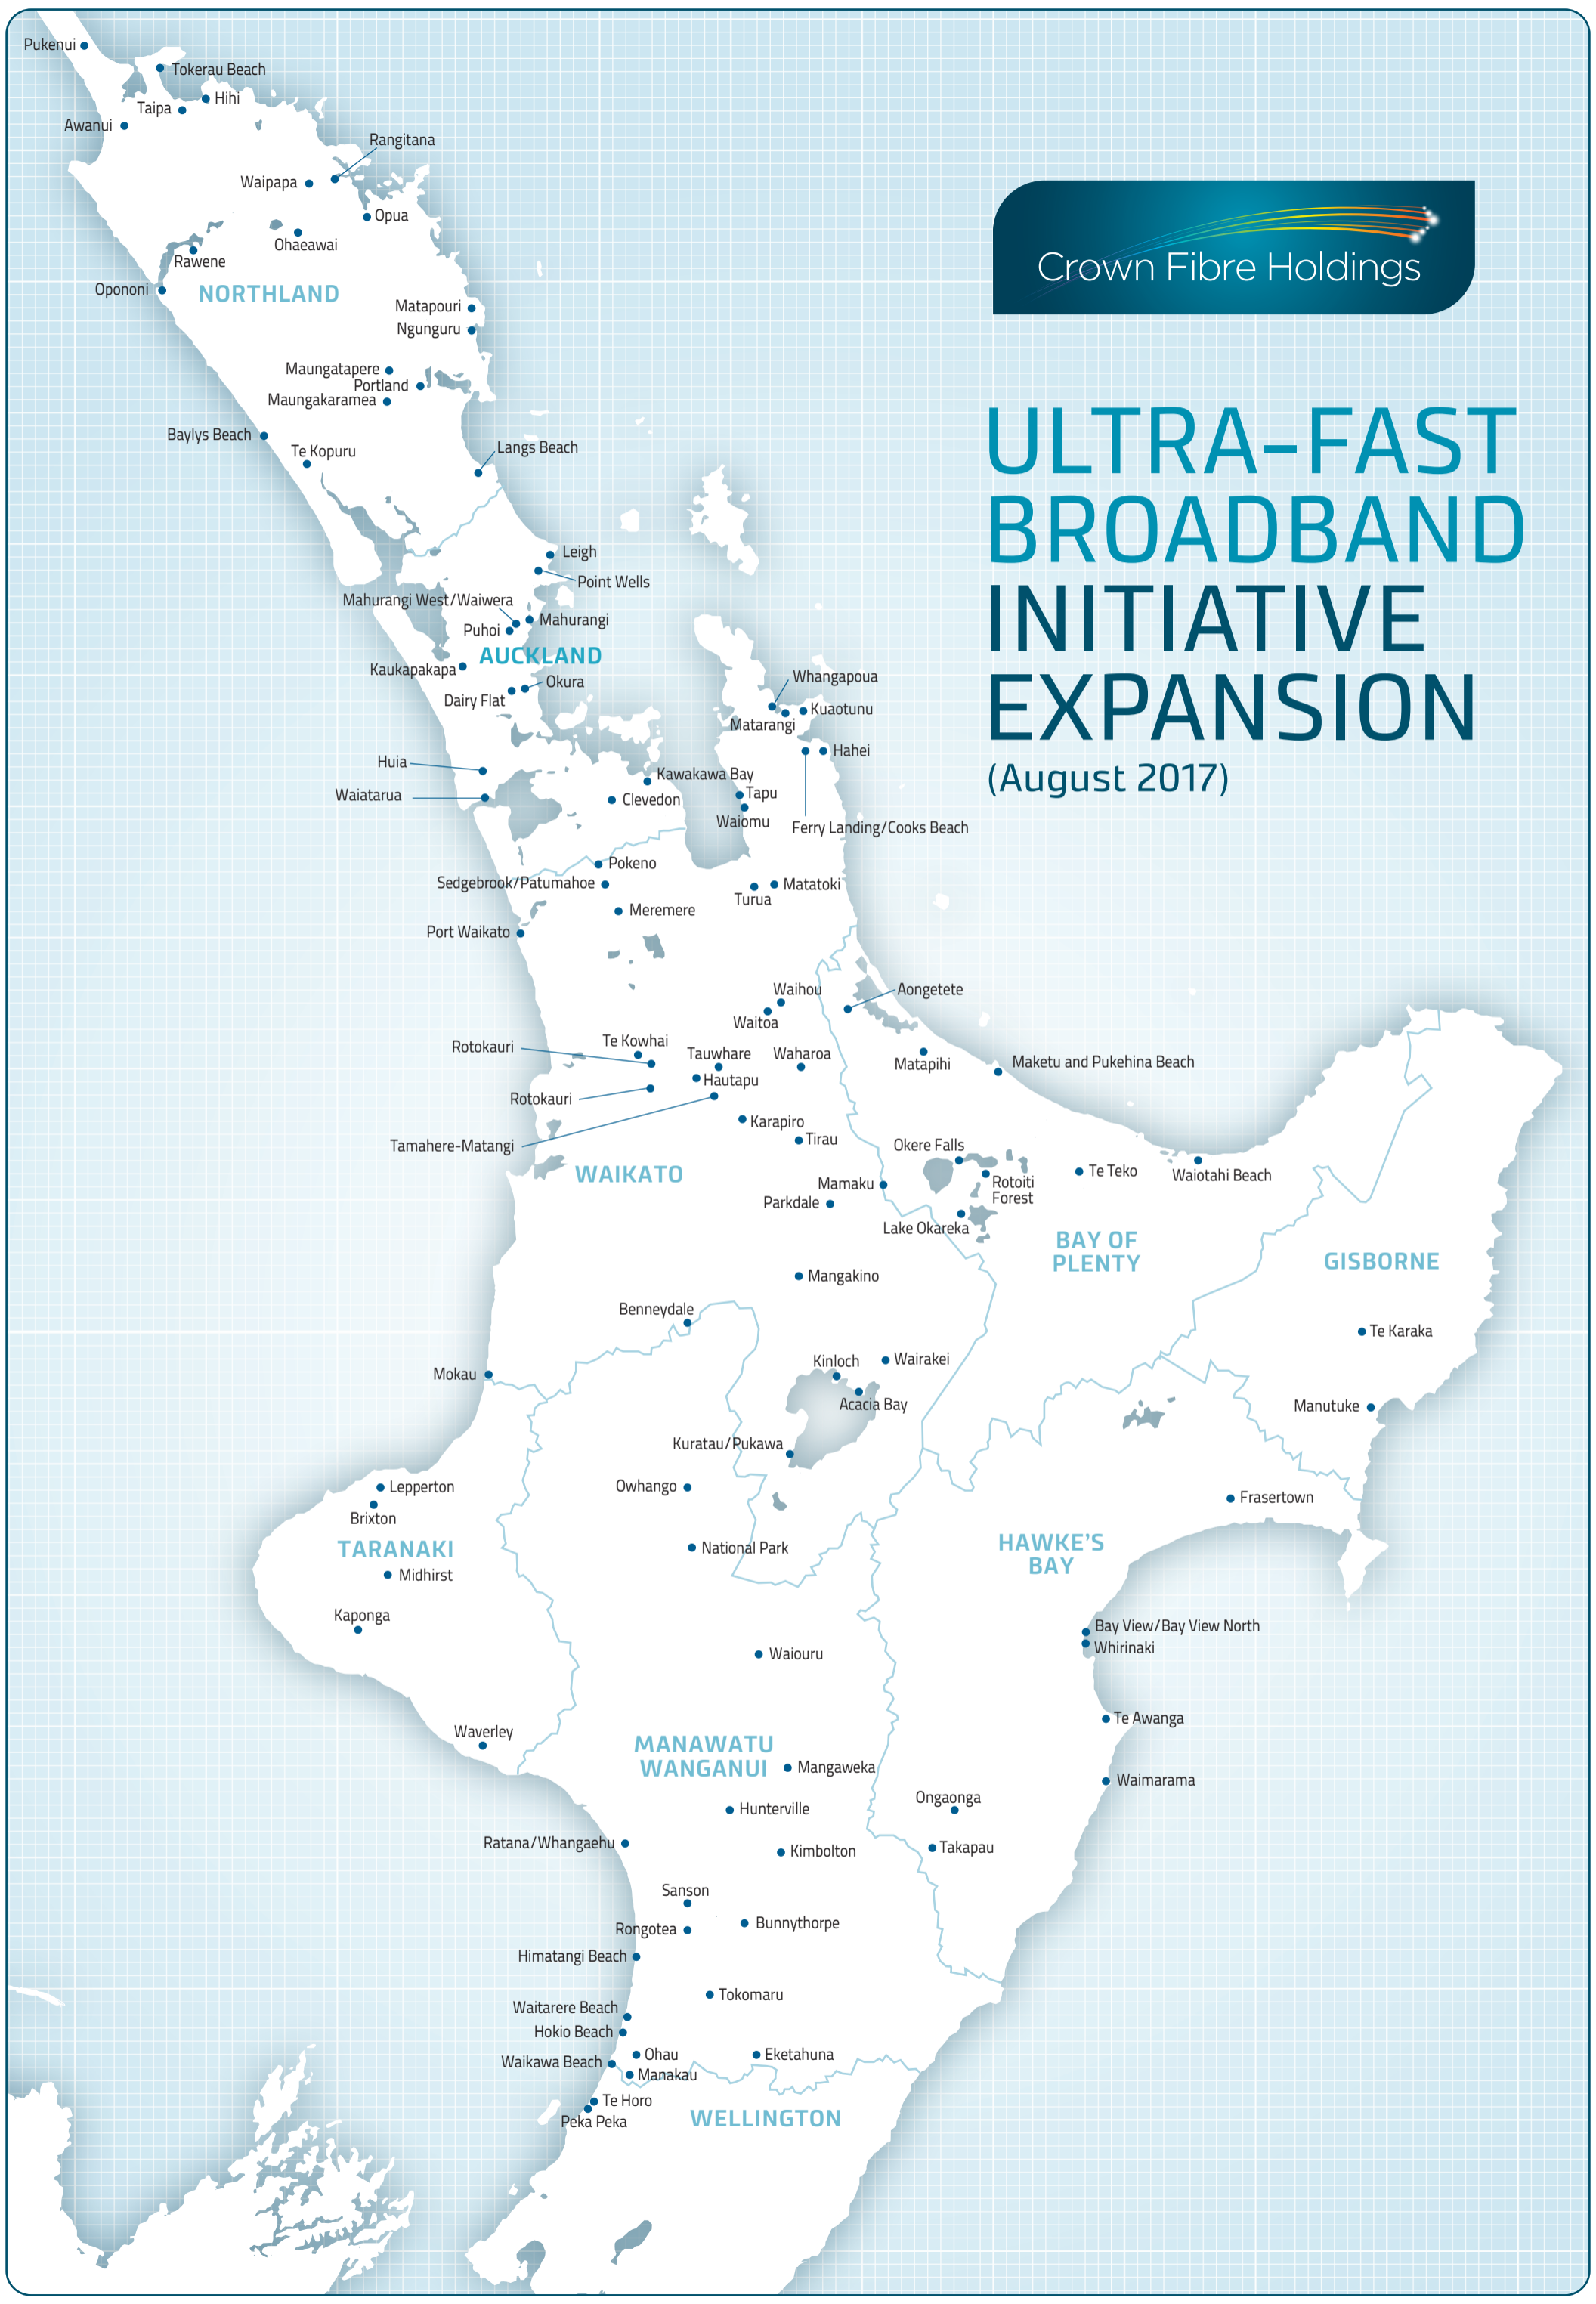 Pukenui
Tokerau Beach
Hihi
Taipa
Awanui
Rangitana
Waipapa
Opua
Ohaeawai
Rawene
Opononi
NORTHLAND
Matapouri
Ngunguru
Maungatapere
Portland
Maungakaramea
Baylys Beach
Te Kopuru
Langs Beach
Crown Fibre Holdings
ULTRA-FAST
BROADBAND
INITIATIVE
EXPANSION
(August 2017)
Leigh
Point Wells
Mahurangi West/Waiwera
Mahurangi
Puhoi
AUCKLAND
Kaukapakapa
Okura
Dairy Flat
Whangapoua
Kuaotunu
Matarangi
Hahei
Huia
Kawakawa Bay
Waiatarua
Clevedon
Tapu
Waiomu
Ferry Landing/Cooks Beach
Pokeno
Sedgebrook/Patumahoe
Matatoki
Turua
Meremere
Port Waikato
Waihou
Aongetete
Waitoa
Te Kowhai
Rotokauri
Tauwhare
Waharoa
Matapihi
Maketu and Pukehina Beach
Hautapu
Rotokauri
Karapiro
Tirau
Tamahere-Matangi
Okere Falls
WAIKATO
Te Teko
Waiotahi Beach
Mamaku
Rotoiti
Forest
Parkdale
Lake Okareka
BAY OF
PLENTY
GISBORNE
Mangakino
Benneydale
Te Karaka
Kinloch
Wairakei
Mokau
Acacia Bay
Manutuke
Kuratau/Pukawa
Lepperton
Owhango
Frasertown
Brixton
TARANAKI
National Park
HAWKE'S
BAY
Midhirst
Kaponga
Bay View/Bay View North
Whirinaki
Waiouru
Te Awanga
Waverley
MANAWATU
WANGANUI
Mangaweka
Waimarama
Ongaonga
Hunterville
Ratana/Whangaehu
Kimbolton
Takapau
Sanson
Bunnythorpe
Rongotea
Himatangi Beach
Tokomaru
Waitarere Beach
Hokio Beach
Ohau
Eketahuna
Waikawa Beach
Manakau
Te Horo
Peka Peka
WELLINGTON